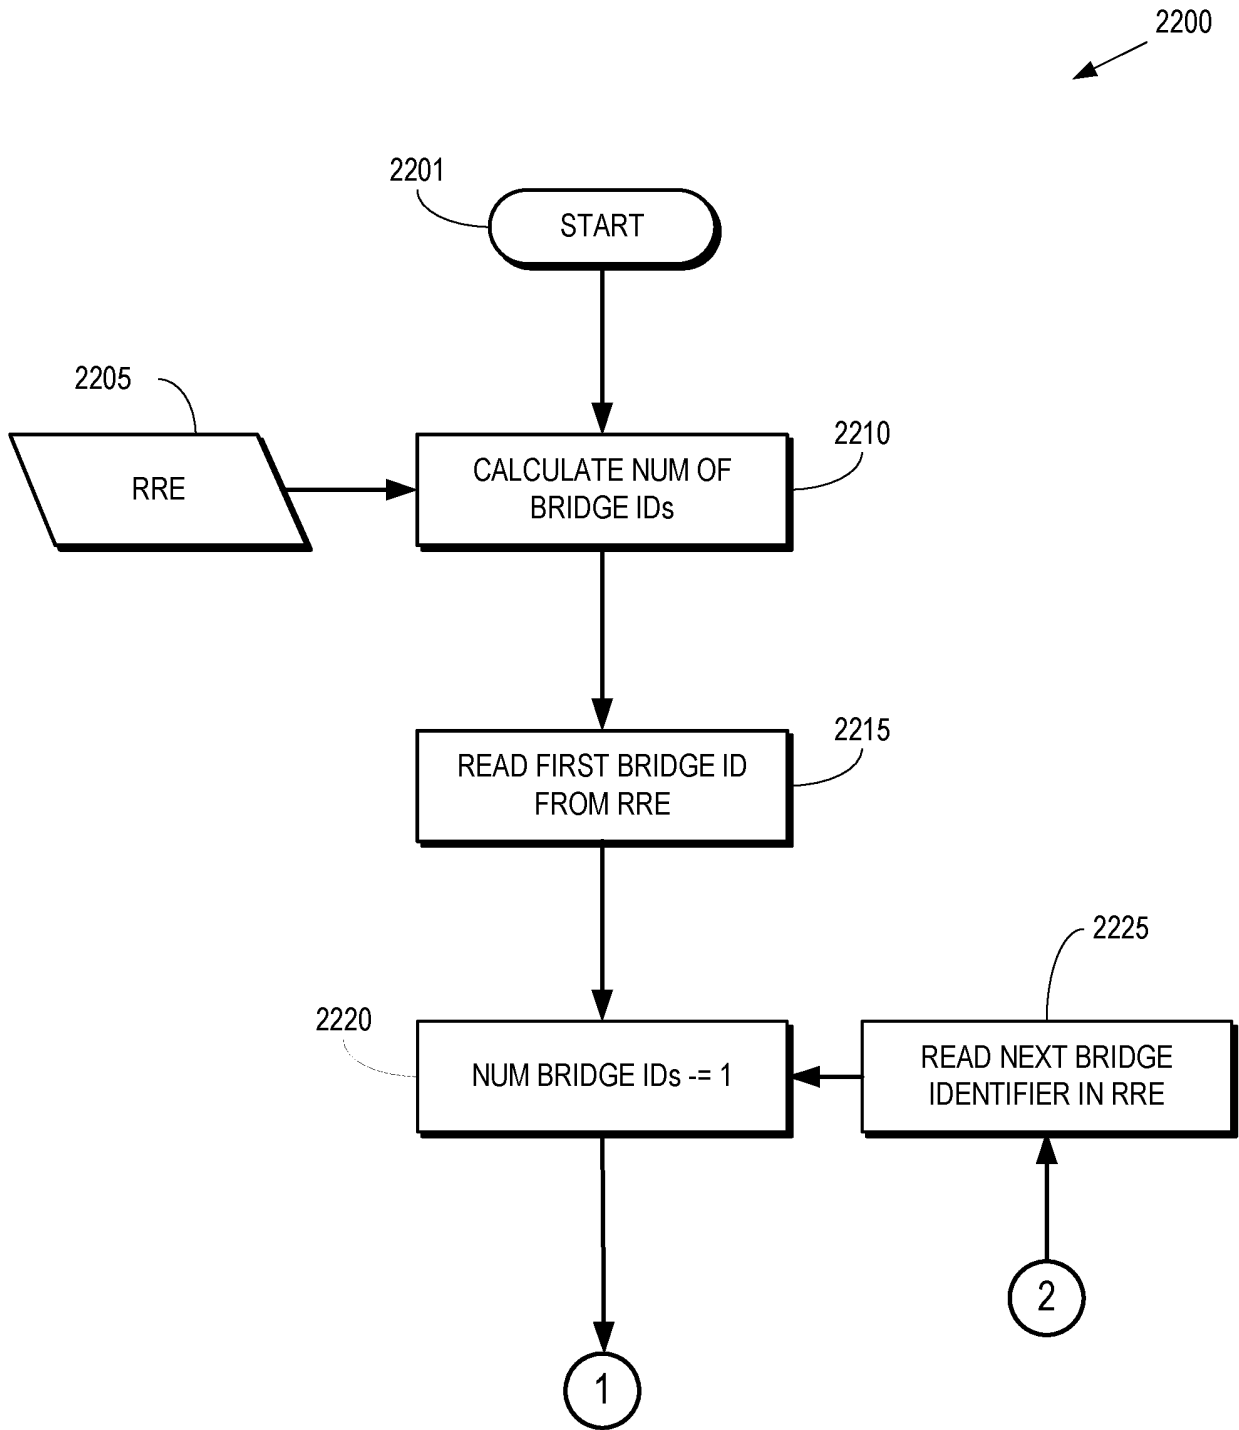 2200
2201
START
2205
RRE
2210
CALCULATE NUM OF
BRIDGE IDs
2215
READ FIRST BRIDGE ID
FROM RRE
2220
NUM BRIDGE IDs -= 1
2225
READ NEXT BRIDGE
IDENTIFIER IN RRE
2
1